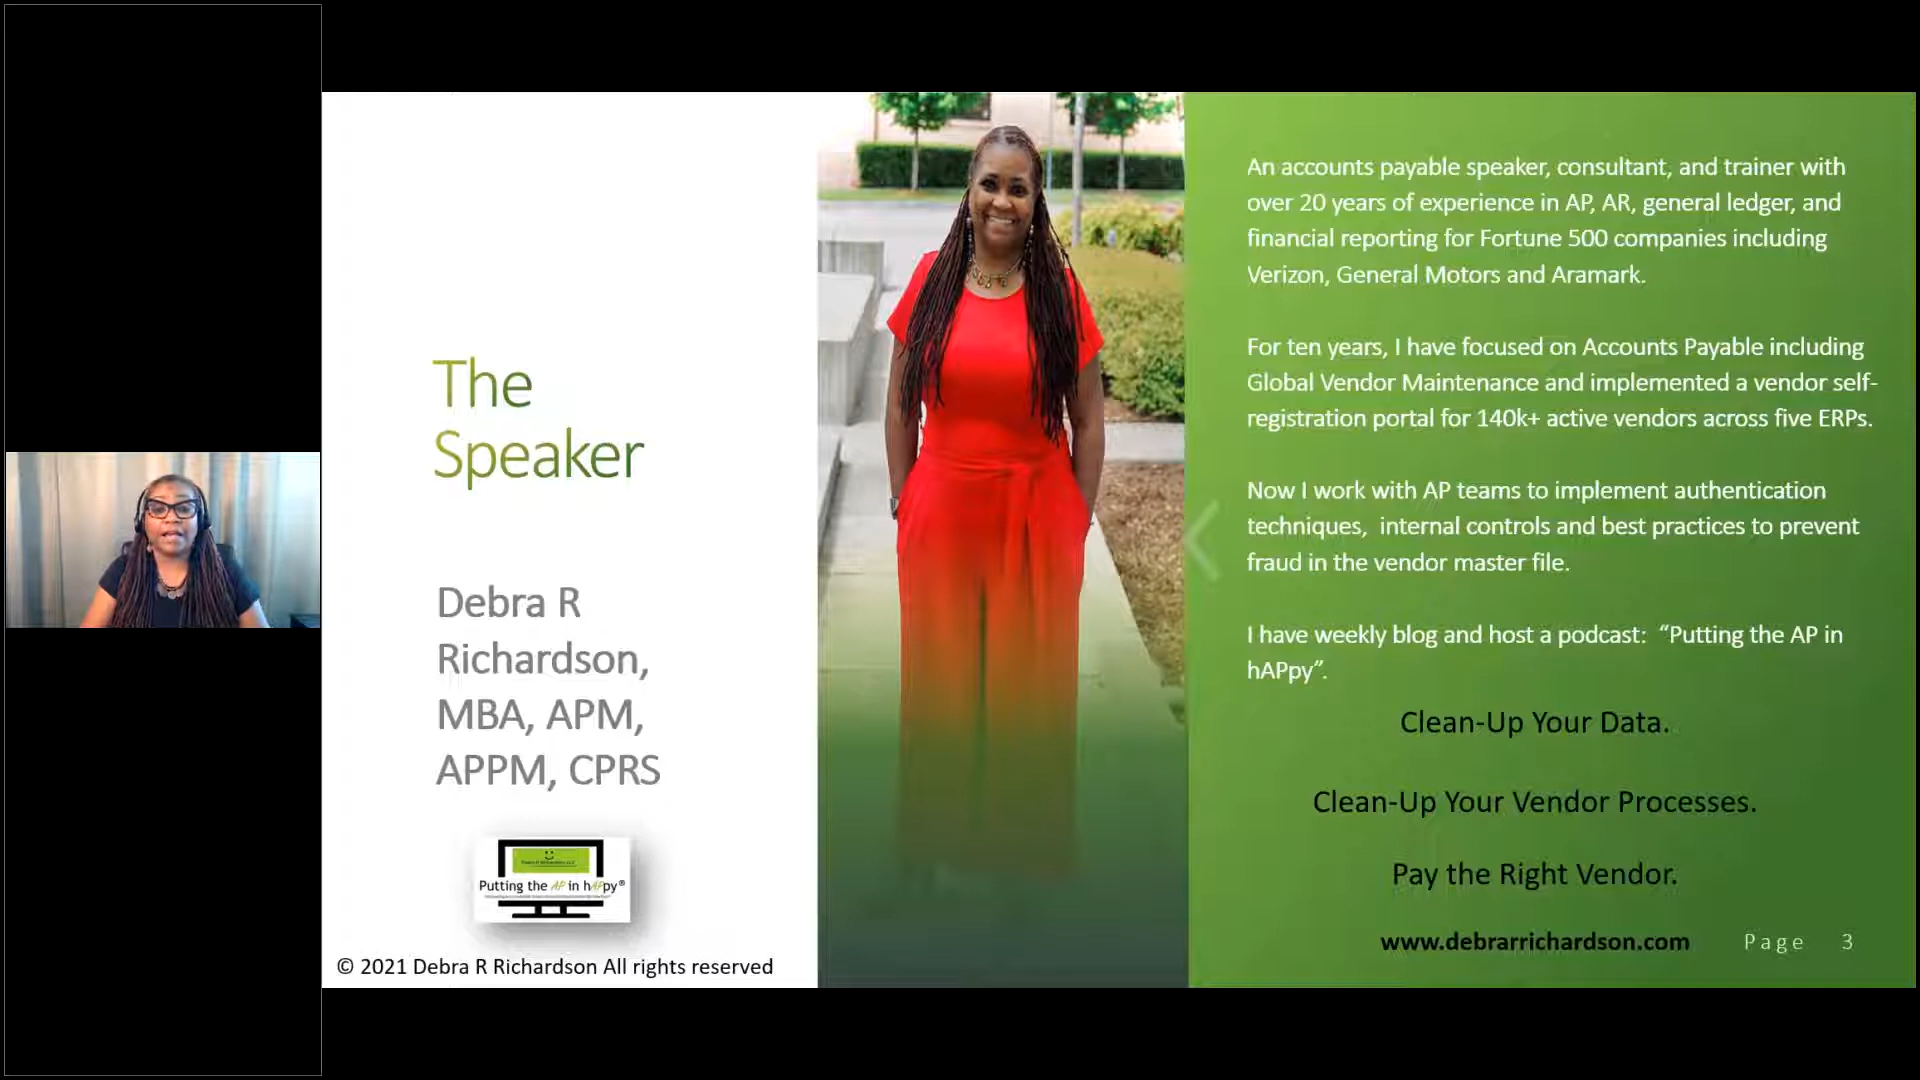 The
Speaker
Debra R
Richardson,
MBA, APM,
APPM, CPRS
Putting the AP in hAPpy®
© 2021 Debra R Richardson All rights reserved
An accounts payable speaker, consultant, and trainer with
over 20 years of experience in AP, AR, general ledger, and
financial reporting for Fortune 500 companies including
Verizon, General Motors and Aramark.
For ten years, I have focused on Accounts Payable including
Global Vendor Maintenance and implemented a vendor self-
registration portal for 140k+ active vendors across five ERPs.
Now I work with AP teams to implement authentication
techniques,  internal controls and best practices to prevent
fraud in the vendor master file.
I have weekly blog and host a podcast:  “Putting the AP in
hAPpy”.
Clean-Up Your Data.
Clean-Up Your Vendor Processes.
Pay the Right Vendor.
www.debrarrichardson.com
Page 3